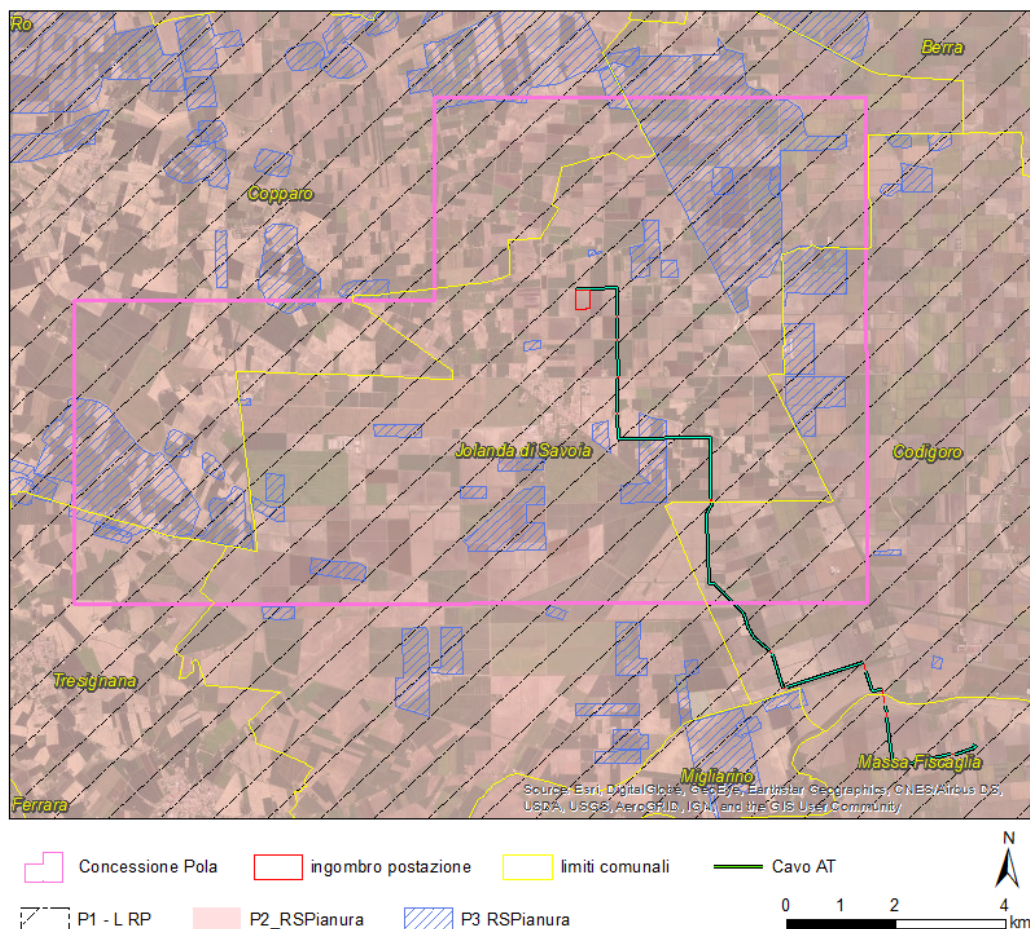 Ro
Berra
Copparo
Jolanda di Savoia
Codigoro
Tresignana
Massa Fiscaglia
Migliarino
Ferrara
Source: Esri, DigitalGlobe, GeoEye, Earthstar Geographics, CNES/Airbus DS,
USDA, USGS, AeroGRID, IGN, and the GIS User Community
Concessione Pola
ingombro postazione
limiti comunali
Cavo AT
N
P1 - L RP
P2_RSPianura
P3 RSPianura
0 1 2 4
km